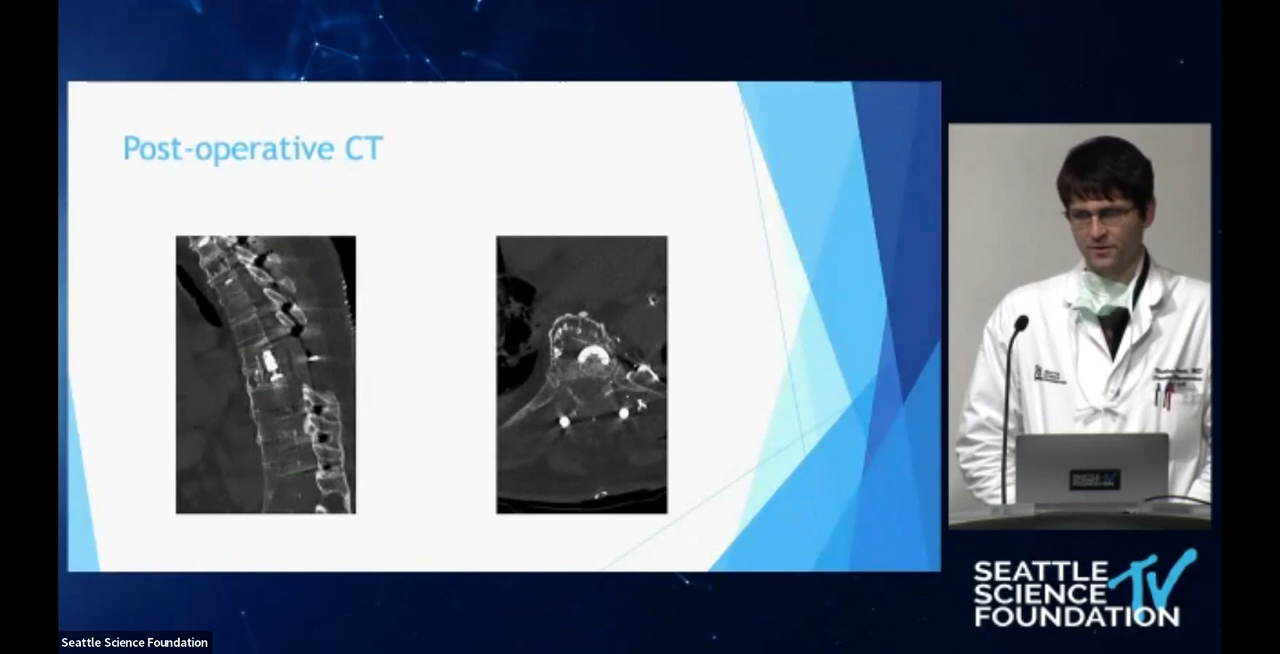 Post-operative CT
SEATTLE
SCIENCE TV
FOUNDATION
Seattle Science Foundation